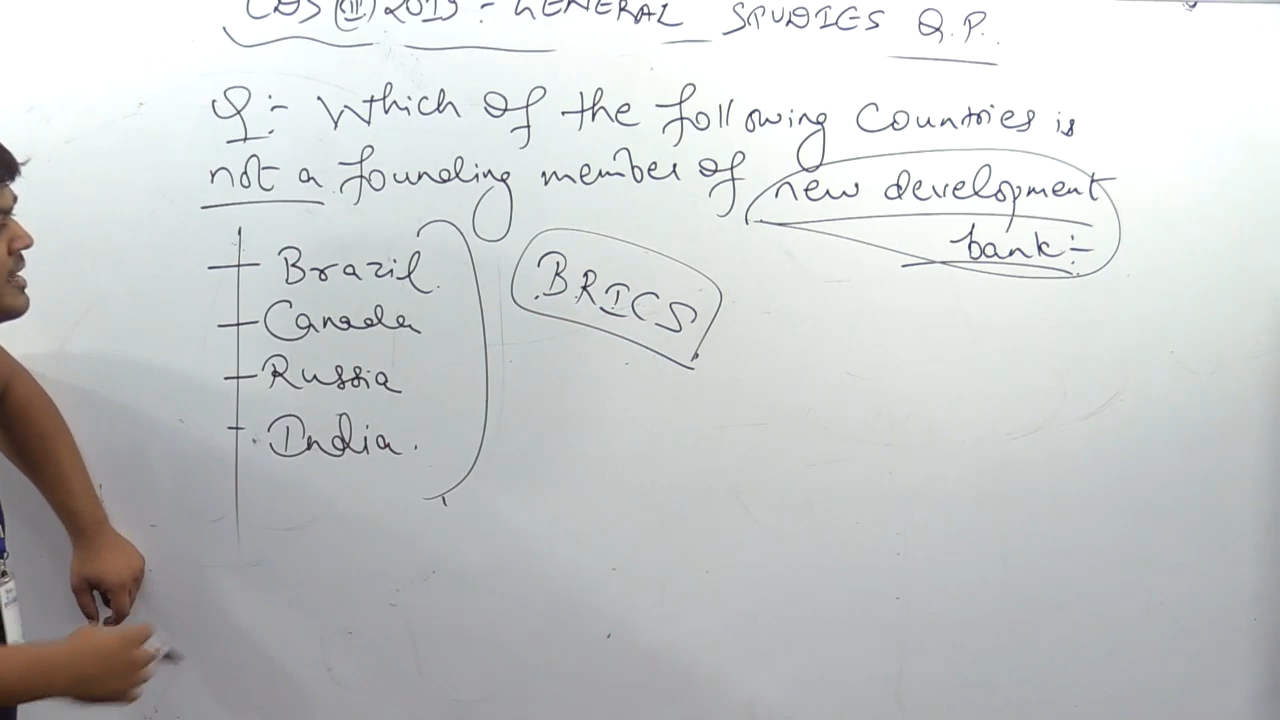 CDS (II) 2019 - GENERAL STUDIES Q.P.
Q:- Which of the following Countries is
not a founding member of new development
bank:-
Brazil
Canada
Russia
India.
BRICS